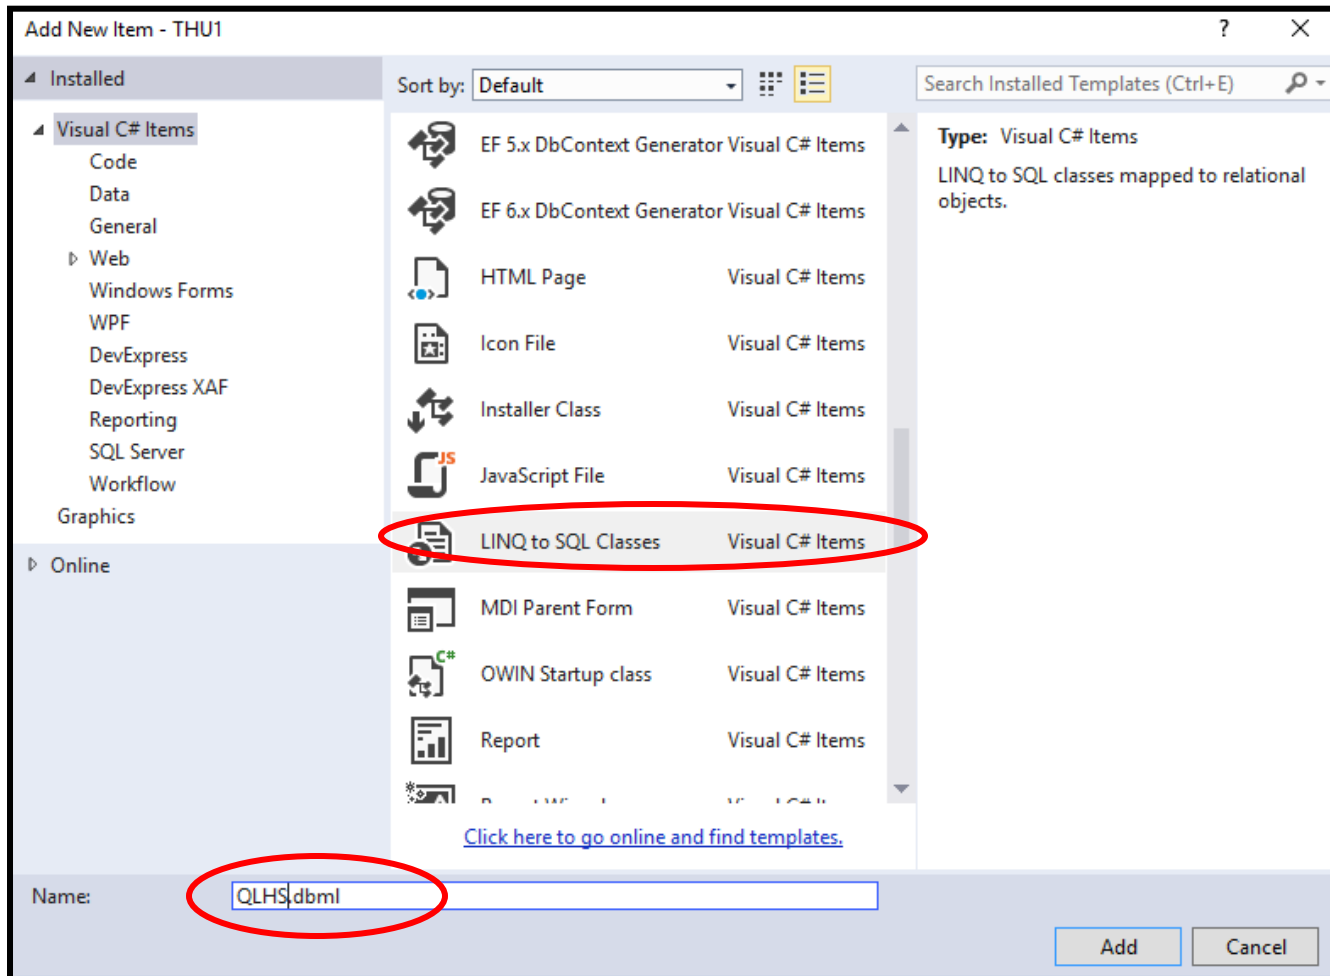 Add New Item - THU1
?
Installed
Sort by: Default
Search Installed Templates (Ctrl+E)
Visual C# Items
Code
Data
General
Web
Windows Forms
WPF
DevExpress
DevExpress XAF
Reporting
SQL Server
Workflow
Graphics
Online
EF 5.x DbContext Generator Visual C# Items
EF 6.x DbContext Generator Visual C# Items
HTML Page Visual C# Items
Icon File Visual C# Items
Installer Class Visual C# Items
JS
JavaScript File Visual C# Items
LINQ to SQL Classes Visual C# Items
MDI Parent Form Visual C# Items
C#
OWIN Startup class Visual C# Items
Report Visual C# Items
Click here to go online and find templates.
Type: Visual C# Items
LINQ to SQL classes mapped to relational
objects.
Name: QLHS.dbml
Add Cancel